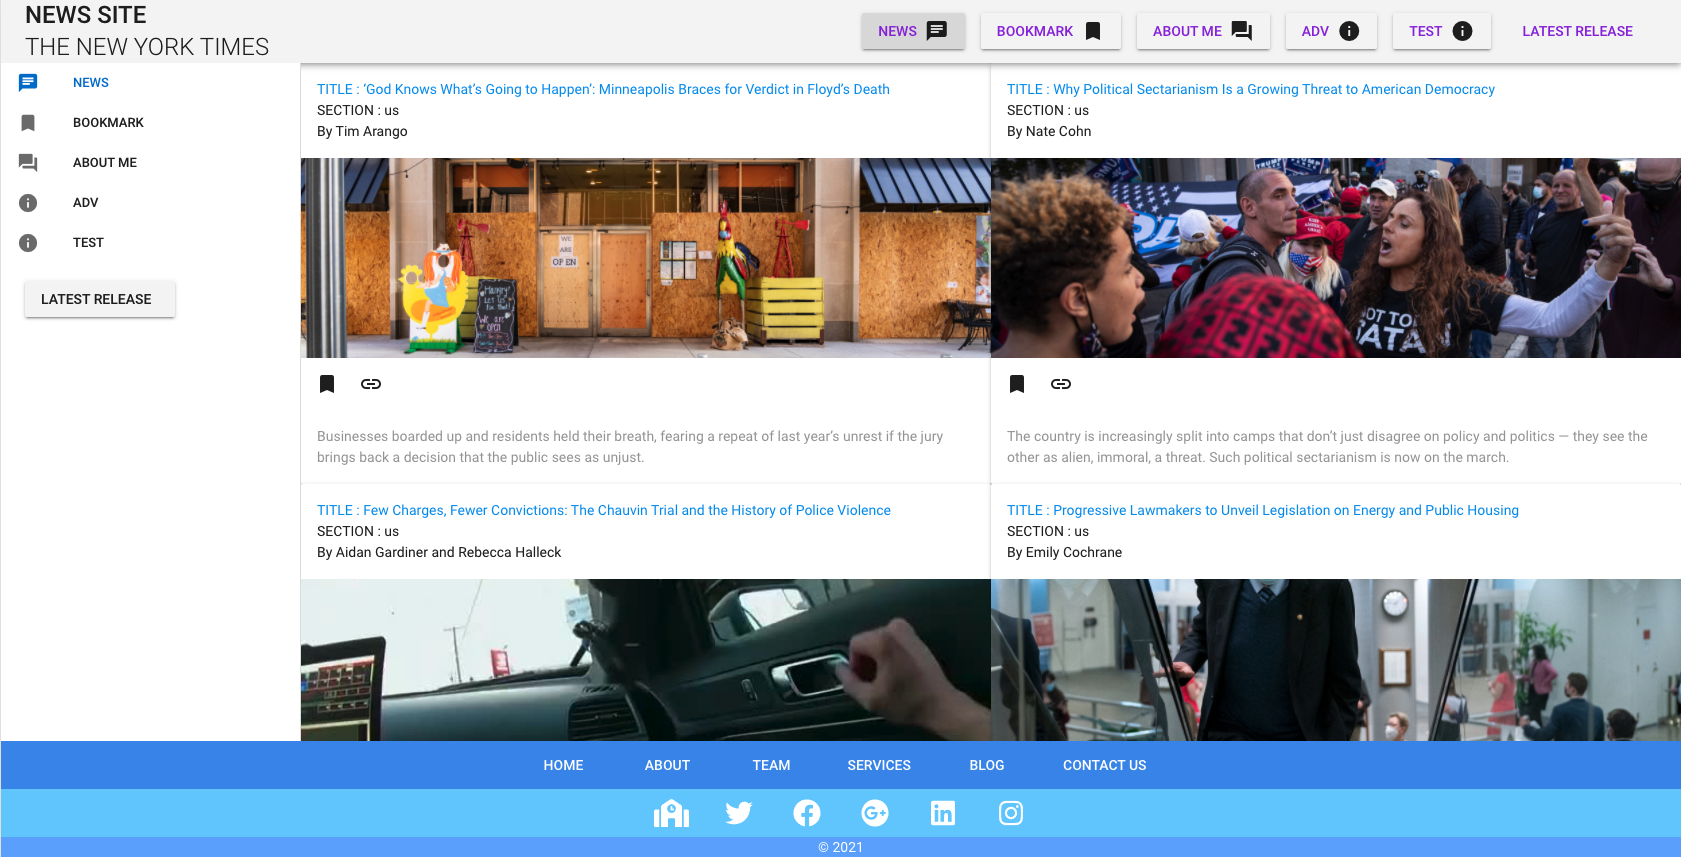 NEWS SITE
THE NEW YORK TIMES
NEWS
BOOKMARK
ABOUT ME
ADV
TEST
LATEST RELEASE
NEWS
BOOKMARK
ABOUT ME
ADV
TEST
LATEST RELEASE
TITLE : ‘God Knows What’s Going to Happen’: Minneapolis Braces for Verdict in Floyd’s Death
SECTION : us
By Tim Arango
WE
ARE
OPEN
Hungry?
Let us
We are
OPEN
Businesses boarded up and residents held their breath, fearing a repeat of last year’s unrest if the jury
brings back a decision that the public sees as unjust.
TITLE : Why Political Sectarianism Is a Growing Threat to American Democracy
SECTION : us
By Nate Cohn
TRUMP
The country is increasingly split into camps that don’t just disagree on policy and politics — they see the
other as alien, immoral, a threat. Such political sectarianism is now on the march.
TITLE : Few Charges, Fewer Convictions: The Chauvin Trial and the History of Police Violence
SECTION : us
By Aidan Gardiner and Rebecca Halleck
TITLE : Progressive Lawmakers to Unveil Legislation on Energy and Public Housing
SECTION : us
By Emily Cochrane
HOME
ABOUT
TEAM
SERVICES
BLOG
CONTACT US
© 2021